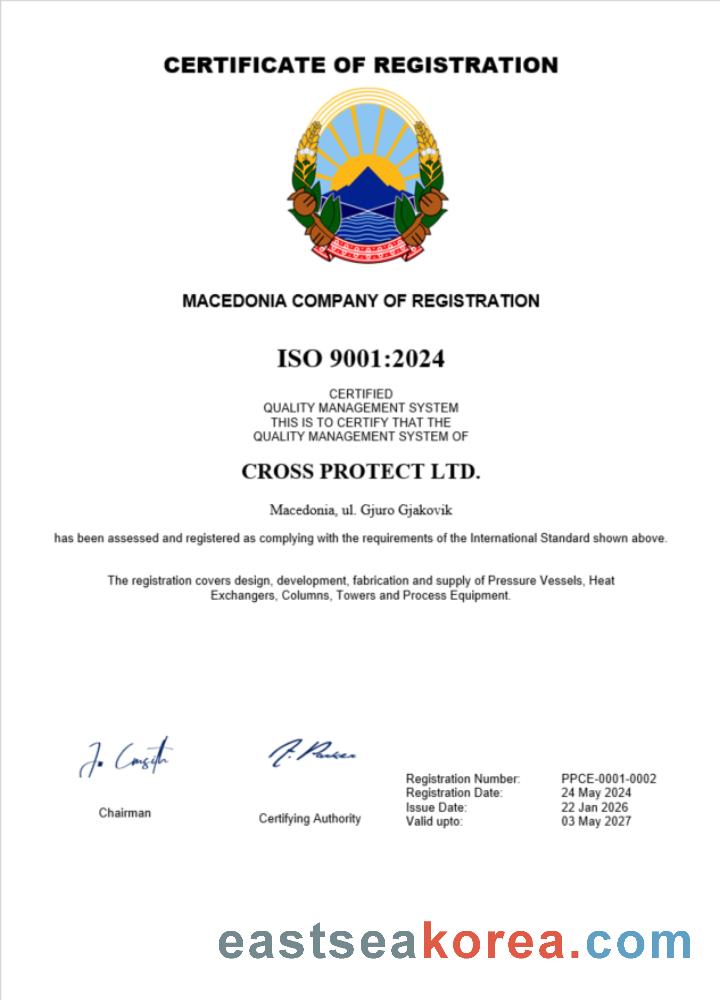 CERTIFICATE OF REGISTRATION
MACEDONIA COMPANY OF REGISTRATION
ISO 9001:2024
CERTIFIED
QUALITY MANAGEMENT SYSTEM
THIS IS TO CERTIFY THAT THE
QUALITY MANAGEMENT SYSTEM OF
CROSS PROTECT LTD.
Macedonia, ul. Gjuro Gjakovik
has been assessed and registered as complying with the requirements of the International Standard shown above.
The registration covers design, development, fabrication and supply of Pressure Vessels, Heat
Exchangers, Columns, Towers and Process Equipment.
Chairman
Certifying Authority
Registration Number: PPCE-0001-0002
Registration Date: 24 May 2024
Issue Date: 22 Jan 2026
Valid upto: 03 May 2027
eastseakorea.com